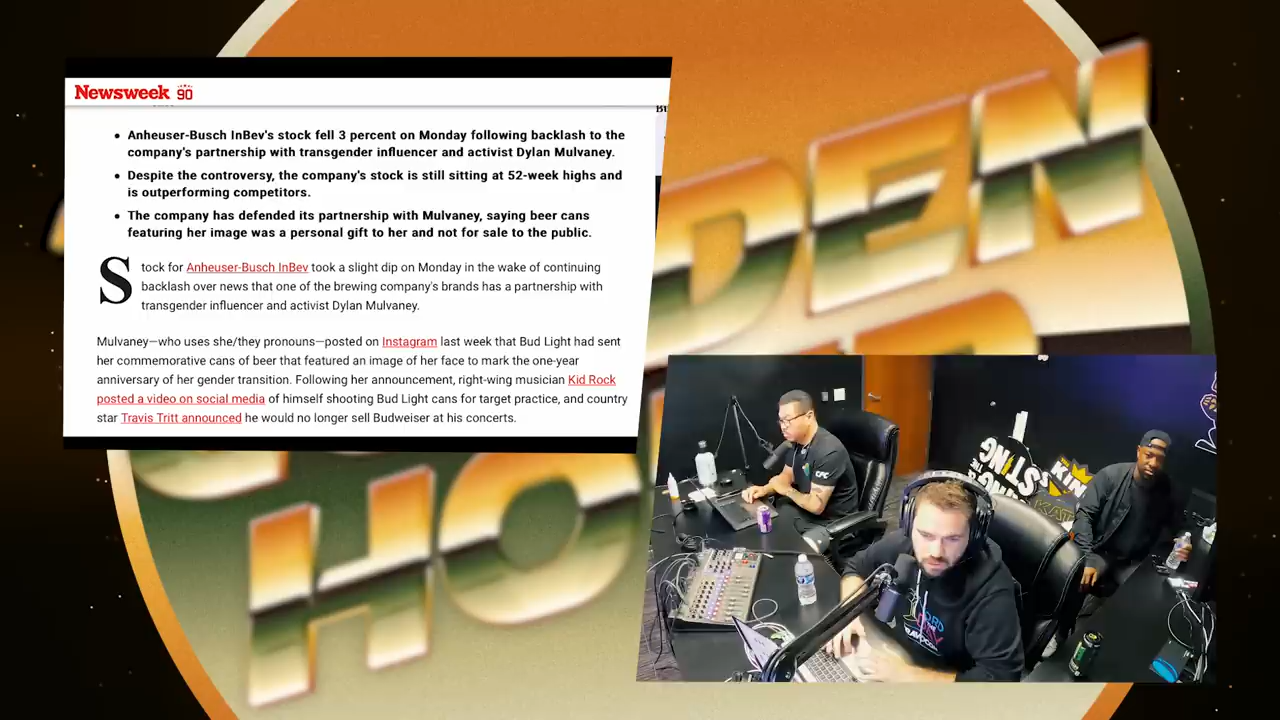 Newsweek 90
• Anheuser-Busch InBev's stock fell 3 percent on Monday following backlash to the
company's partnership with transgender influencer and activist Dylan Mulvaney.
• Despite the controversy, the company's stock is still sitting at 52-week highs and
is outperforming competitors.
• The company has defended its partnership with Mulvaney, saying beer cans
featuring her image was a personal gift to her and not for sale to the public.
Stock for Anheuser-Busch InBev took a slight dip on Monday in the wake of continuing
backlash over news that one of the brewing company's brands has a partnership with
transgender influencer and activist Dylan Mulvaney.
Mulvaney—who uses she/they pronouns—posted on Instagram last week that Bud Light had sent
her commemorative cans of beer that featured an image of her face to mark the one-year
anniversary of her gender transition. Following her announcement, right-wing musician Kid Rock
posted a video on social media of himself shooting Bud Light cans for target practice, and country
star Travis Tritt announced he would no longer sell Budweiser at his concerts.
DEN
HO